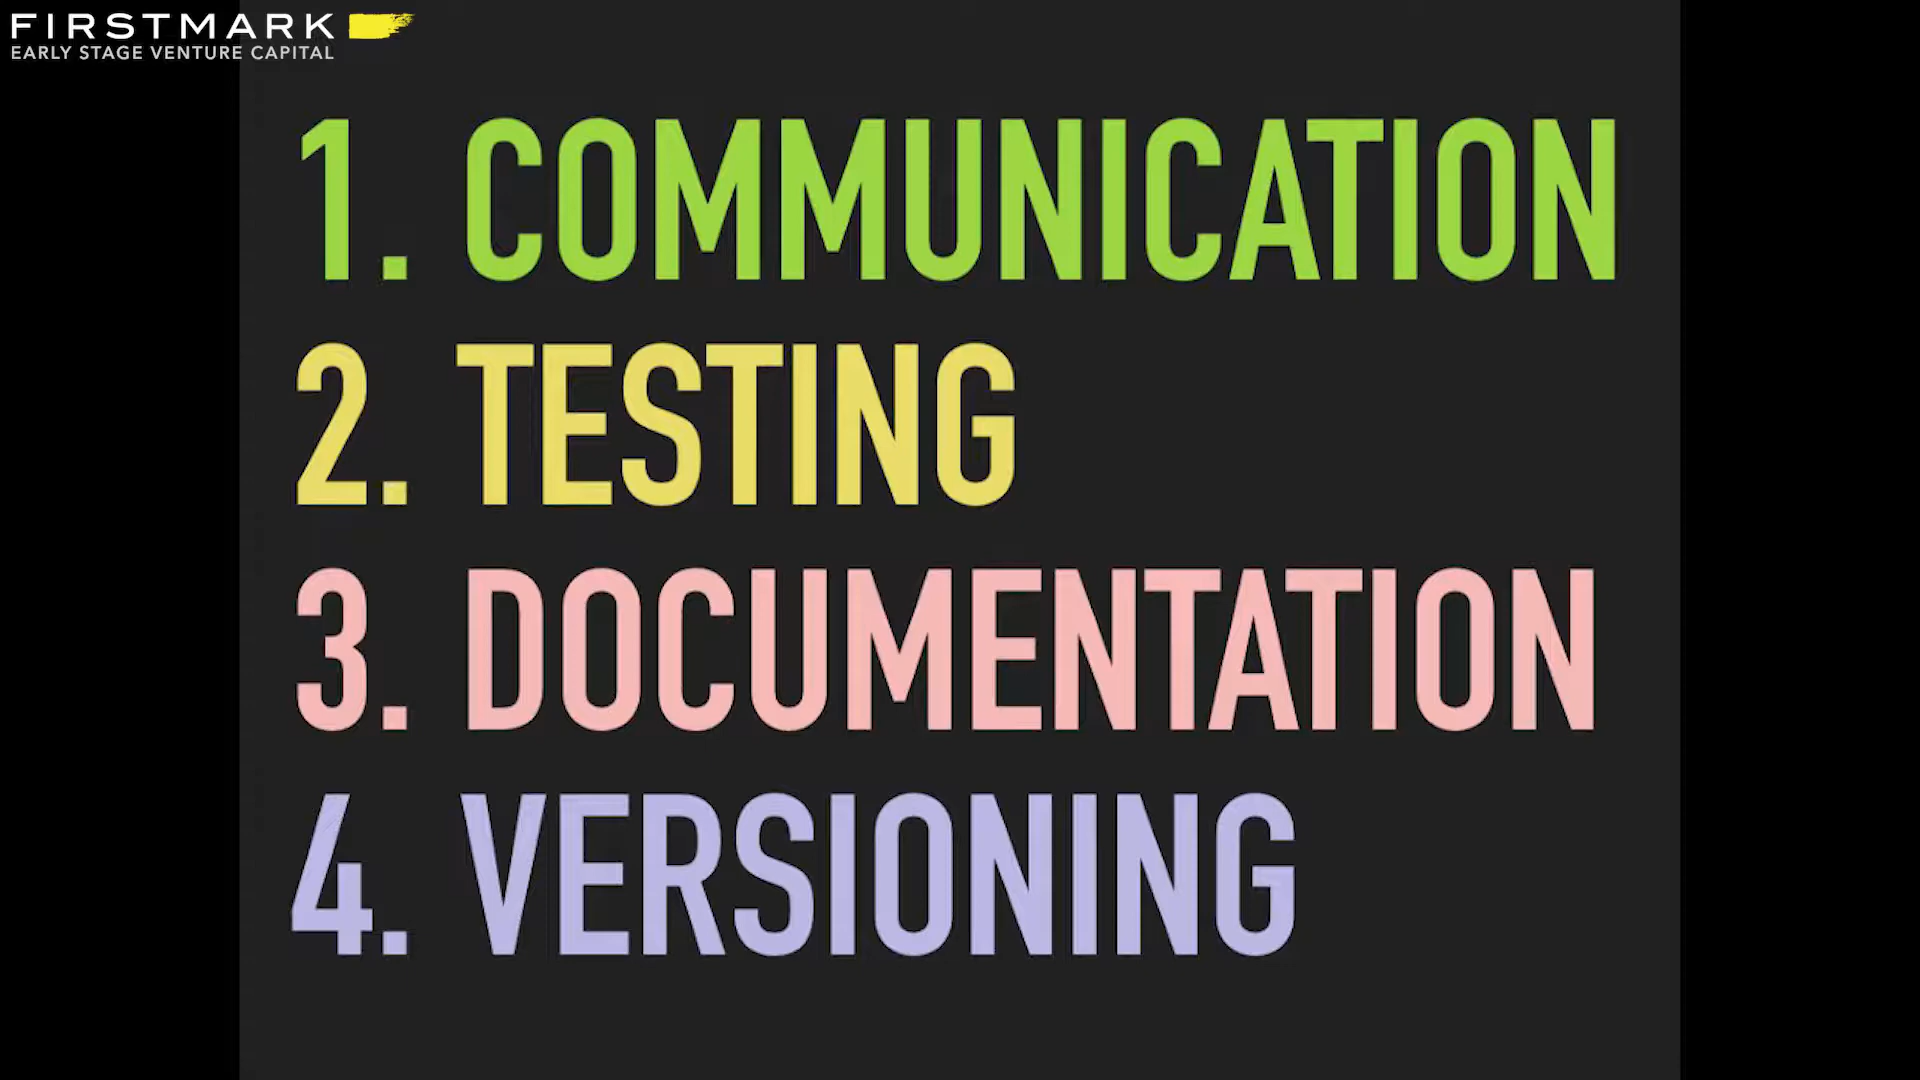 FIRSTMARK
EARLY STAGE VENTURE CAPITAL
1. COMMUNICATION
2. TESTING
3. DOCUMENTATION
4. VERSIONING